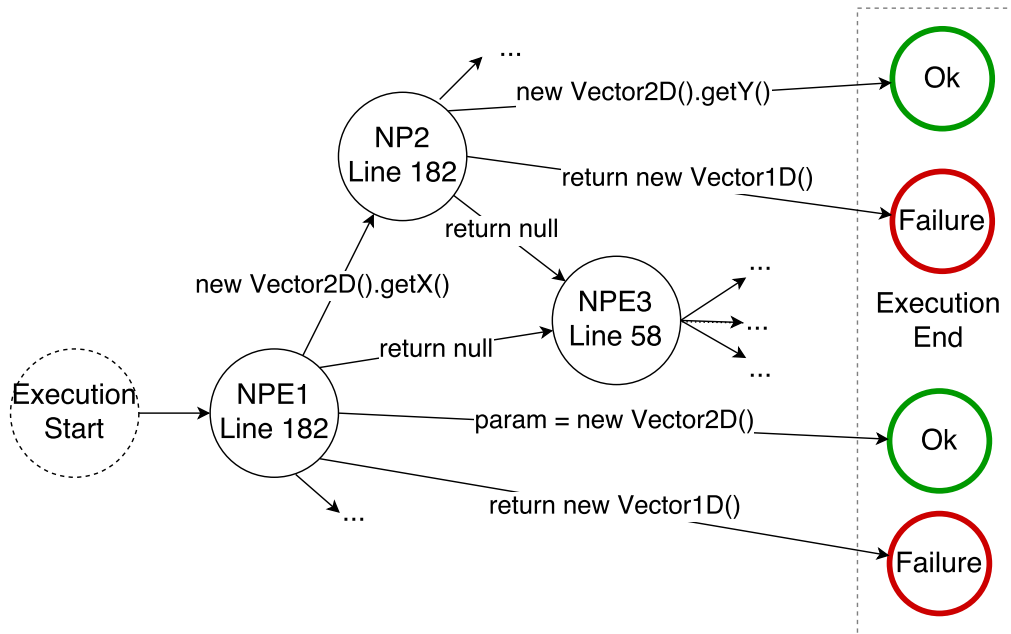 ...
new Vector2D().getY()
Ok
NP2
Line 182
return new Vector1D()
Failure
return null
new Vector2D().getX()
...
NPE3
Line 58
...
...
Execution
End
return null
Execution
Start
NPE1
Line 182
param = new Vector2D()
Ok
return new Vector1D()
...
Failure